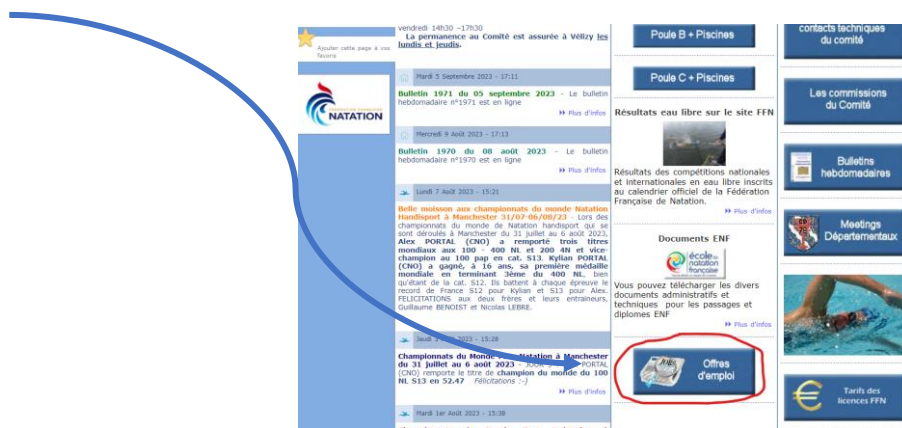 Ajouter cette page à vos
favoris
FÉDÉRATION FRANÇAISE
NATATION
vendredi 14h30 –17h30
La permanence au Comité est assurée à Vélizy les
lundis et jeudis.
Mardi 5 Septembre 2023 - 17:11
Bulletin 1971 du 05 septembre 2023 - Le bulletin
hebdomadaire n°1971 est en ligne
Plus d'infos
Mercredi 9 Août 2023 - 17:13
Bulletin 1970 du 08 août 2023 - Le bulletin
hebdomadaire n°1970 est en ligne
Plus d'infos
Lundi 7 Août 2023 - 15:21
Belle moisson aux championnats du monde Natation
Handisport à Manchester 31/07-06/08/23 - Lors des
championnats du monde de Natation handisport qui se
sont déroulés à Manchester du 31 juillet au 6 août 2023,
Alex PORTAL (CNO) a remporté trois titres
mondiaux aux 100 - 400 NL et 200 4N et vice-
champion au 100 pap en cat. S13. Kylian PORTAL
(CNO) a gagné, à 16 ans, sa première médaille
mondiale en terminant 3ème du 400 NL, bien
qu'étant de la cat. S12. Ils battent à chaque épreuve le
record de France S12 pour Kylian et S13 pour Alex.
FELICITATIONS aux deux frères et leurs entraineurs,
Guillaume BENOIST et Nicolas LEBRE.
Jeudi 2023 - 15:28
Championnats du Monde Natation à Manchester
du 31 juillet au 6 août 2023 - PORTAL
(CNO) remporte le titre de champion du monde du 100
NL S13 en 52.47 Félicitations :-)
Plus d'infos
Mardi 1er Août 2023 - 15:38
Poule B + Piscines
Poule C + Piscines
Résultats eau libre sur le site FFN
Résultats des compétitions nationales
et internationales en eau libre inscrits
au calendrier officiel de la Fédération
Française de Natation.
Plus d'infos
Documents ENF
école de
natation
française
Vous pouvez télécharger les divers
documents administratifs et
techniques pour les passages et
diplomes ENF
Plus d'infos
JOBS
Offres
d'emploi
contacts techniques
du comité
Les commissions
du Comité
Bulletins
hebdomadaires
Meetings
Départementaux
Tarifs des
licences FFN